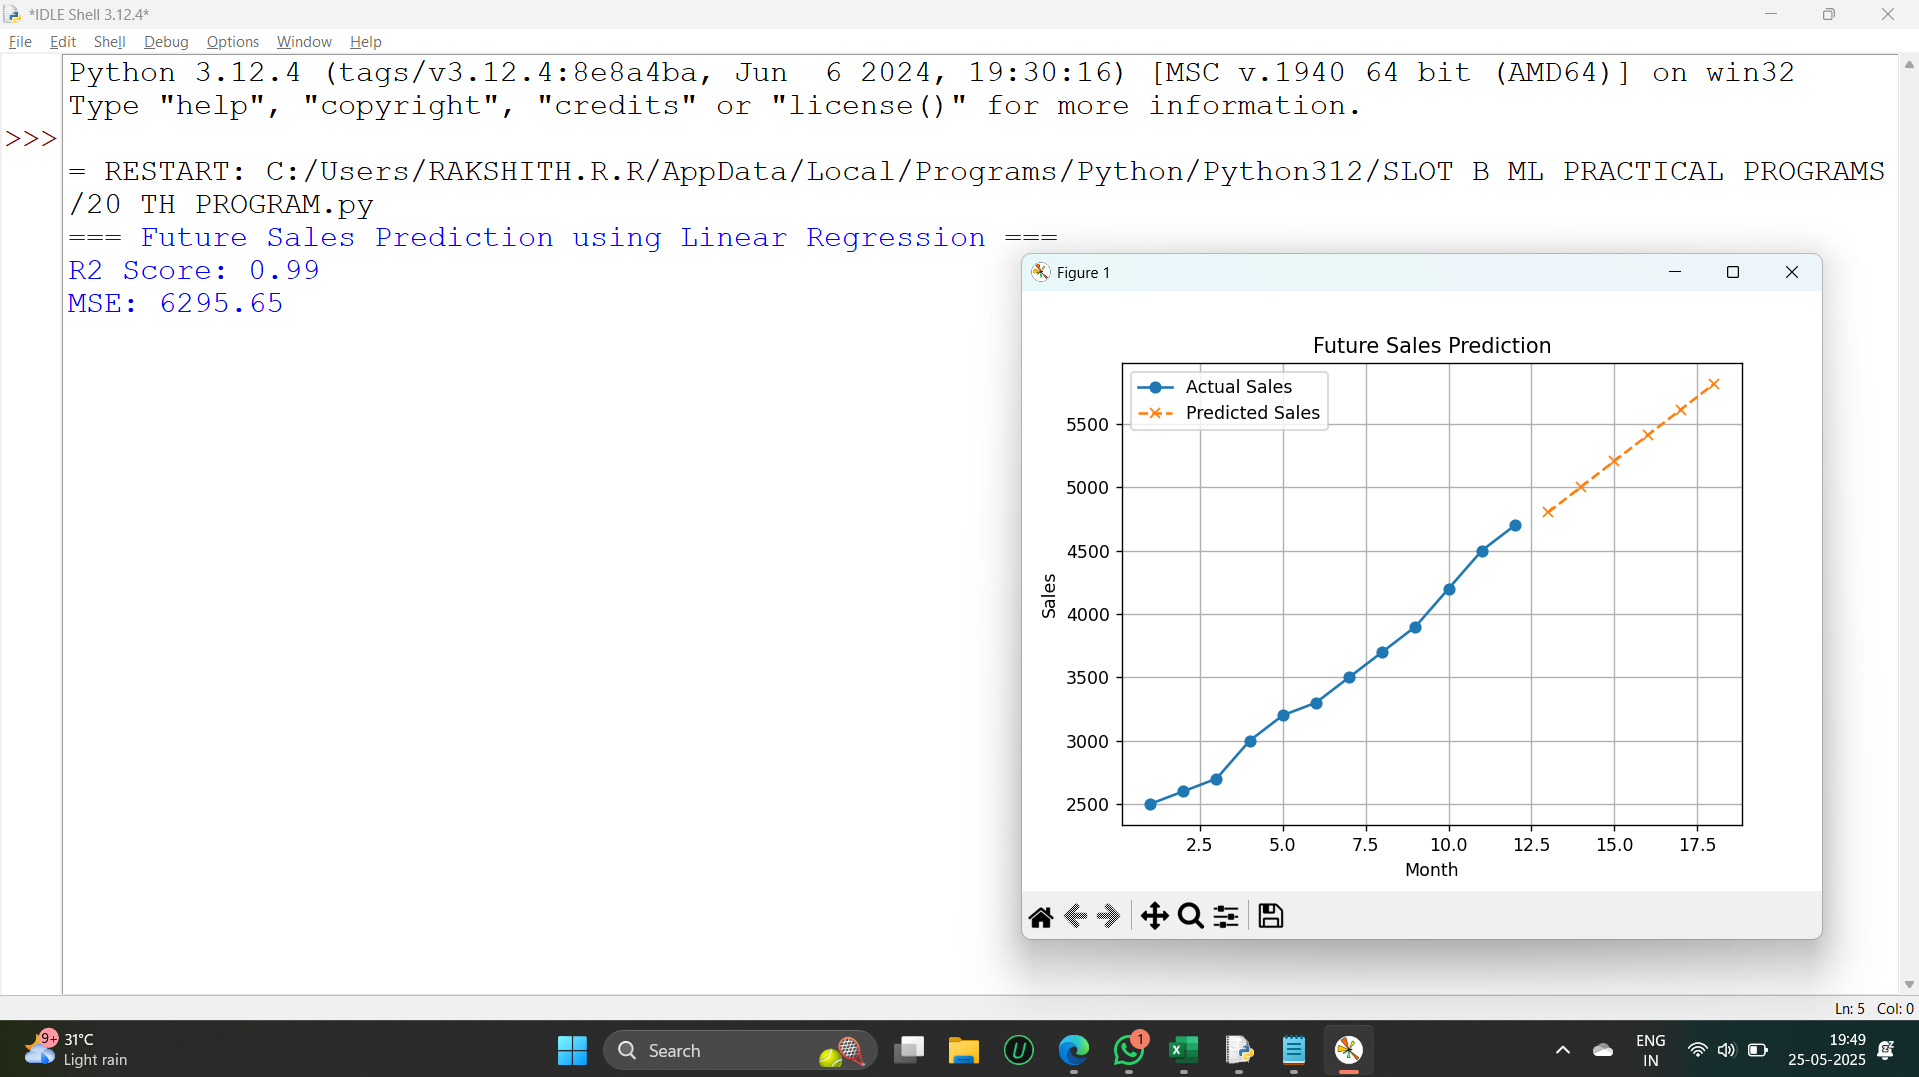 *IDLE Shell 3.12.4*
File Edit Shell Debug Options Window Help
Python 3.12.4 (tags/v3.12.4:8e8a4ba, Jun  6 2024, 19:30:16) [MSC v.1940 64 bit (AMD64)] on win32
Type "help", "copyright", "credits" or "license()" for more information.
>>>
= RESTART: C:/Users/RAKSHITH.R.R/AppData/Local/Programs/Python/Python312/SLOT B ML PRACTICAL PROGRAMS
/20 TH PROGRAM.py
=== Future Sales Prediction using Linear Regression ===
R2 Score: 0.99
MSE: 6295.65
Figure 1
Future Sales Prediction
Actual Sales
Predicted Sales
5500
5000
4500
4000
3500
3000
2500
Sales
2.5 5.0 7.5 10.0 12.5 15.0 17.5
Month
Ln: 5 Col: 0
9+
31°C
Light rain
Search
1
ENG
IN
19:49
25-05-2025